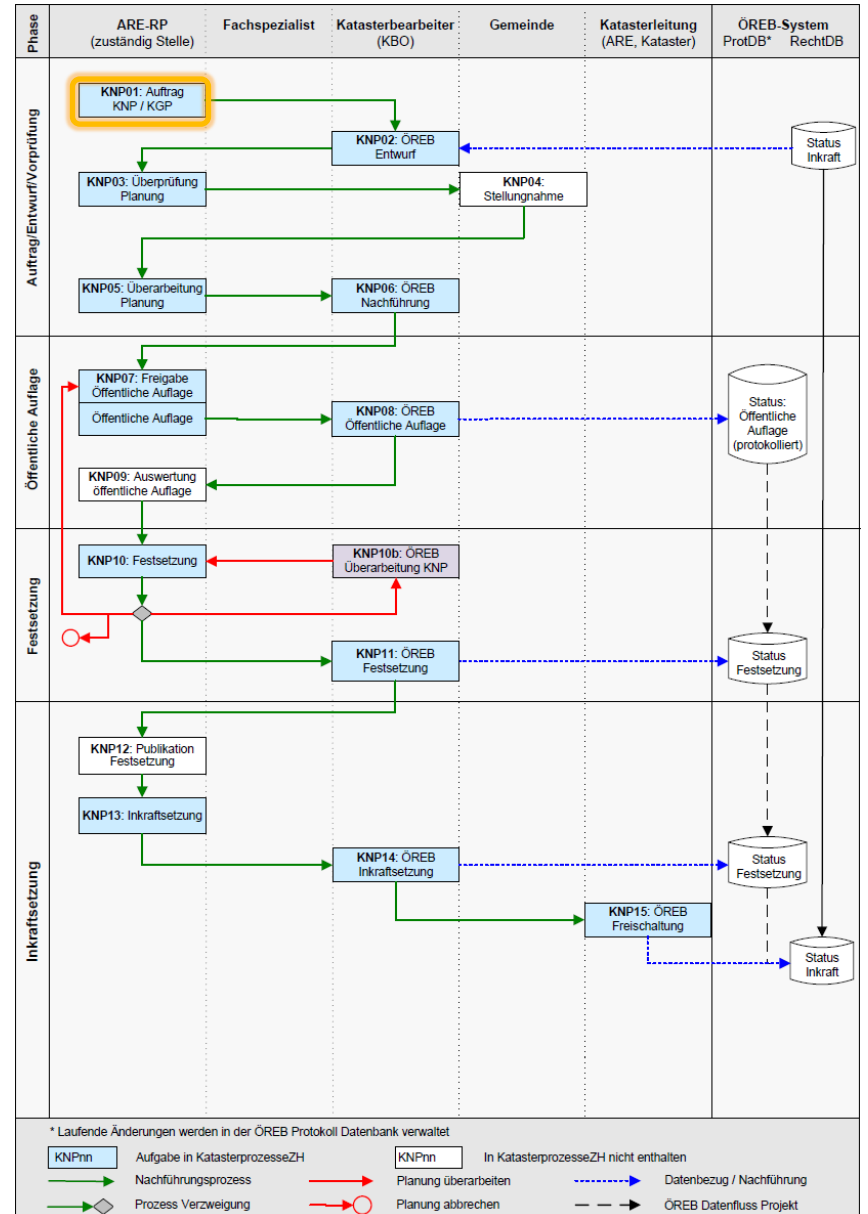 Phase
ARE-RP
(zuständig Stelle)
Fachspezialist
Katasterbearbeiter
(KBO)
Gemeinde
Katasterleitung
(ARE, Kataster)
ÖREB-System
ProtDB* RechtDB
Auftrag/Entwurf/Vorprüfung
KNP01: Auftrag
KNP / KGP
KNP02: ÖREB
Entwurf
Status
Inkraft
KNP03: Überprüfung
Planung
KNP04:
Stellungnahme
KNP05: Überarbeitung
Planung
KNP06: ÖREB
Nachführung
Öffentliche Auflage
KNP07: Freigabe
Öffentliche Auflage
Öffentliche Auflage
KNP08: ÖREB
Öffentliche Auflage
Status:
Öffentliche
Auflage
(protokolliert)
KNP09: Auswertung
öffentliche Auflage
Festsetzung
KNP10: Festsetzung
KNP10b: ÖREB
Überarbeitung KNP
KNP11: ÖREB
Festsetzung
Status
Festsetzung
Inkraftsetzung
KNP12: Publikation
Festsetzung
KNP13: Inkraftsetzung
KNP14: ÖREB
Inkraftsetzung
Status
Festsetzung
KNP15: ÖREB
Freischaltung
Status
Inkraft
* Laufende Änderungen werden in der ÖREB Protokoll Datenbank verwaltet
KNPnn Aufgabe in KatasterprozesseZH KNPnn In KatasterprozesseZH nicht enthalten
Nachführungsprozess Planung überarbeiten Datenbezug / Nachführung
Prozess Verzweigung Planung abbrechen ÖREB Datenfluss Projekt